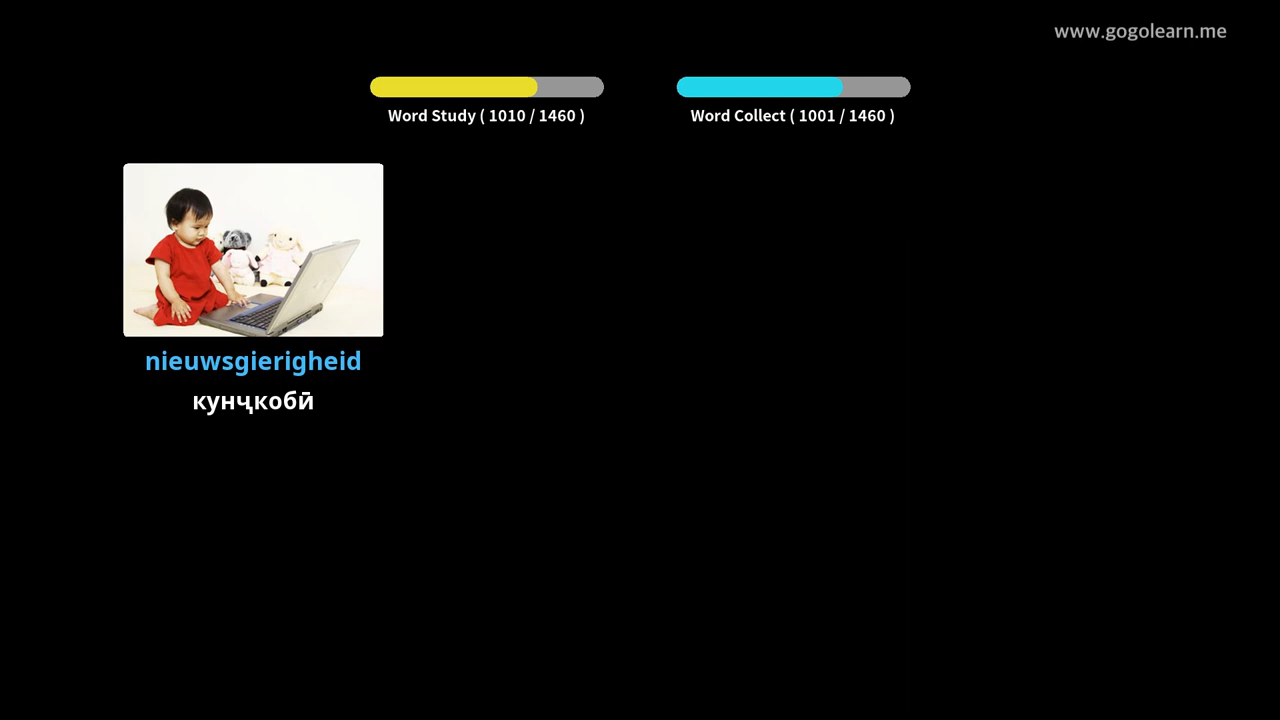 www.gogolearn.me
Word Study ( 1010 / 1460 )
Word Collect ( 1001 / 1460 )
nieuwsgierigheid
кунҷкобӣ